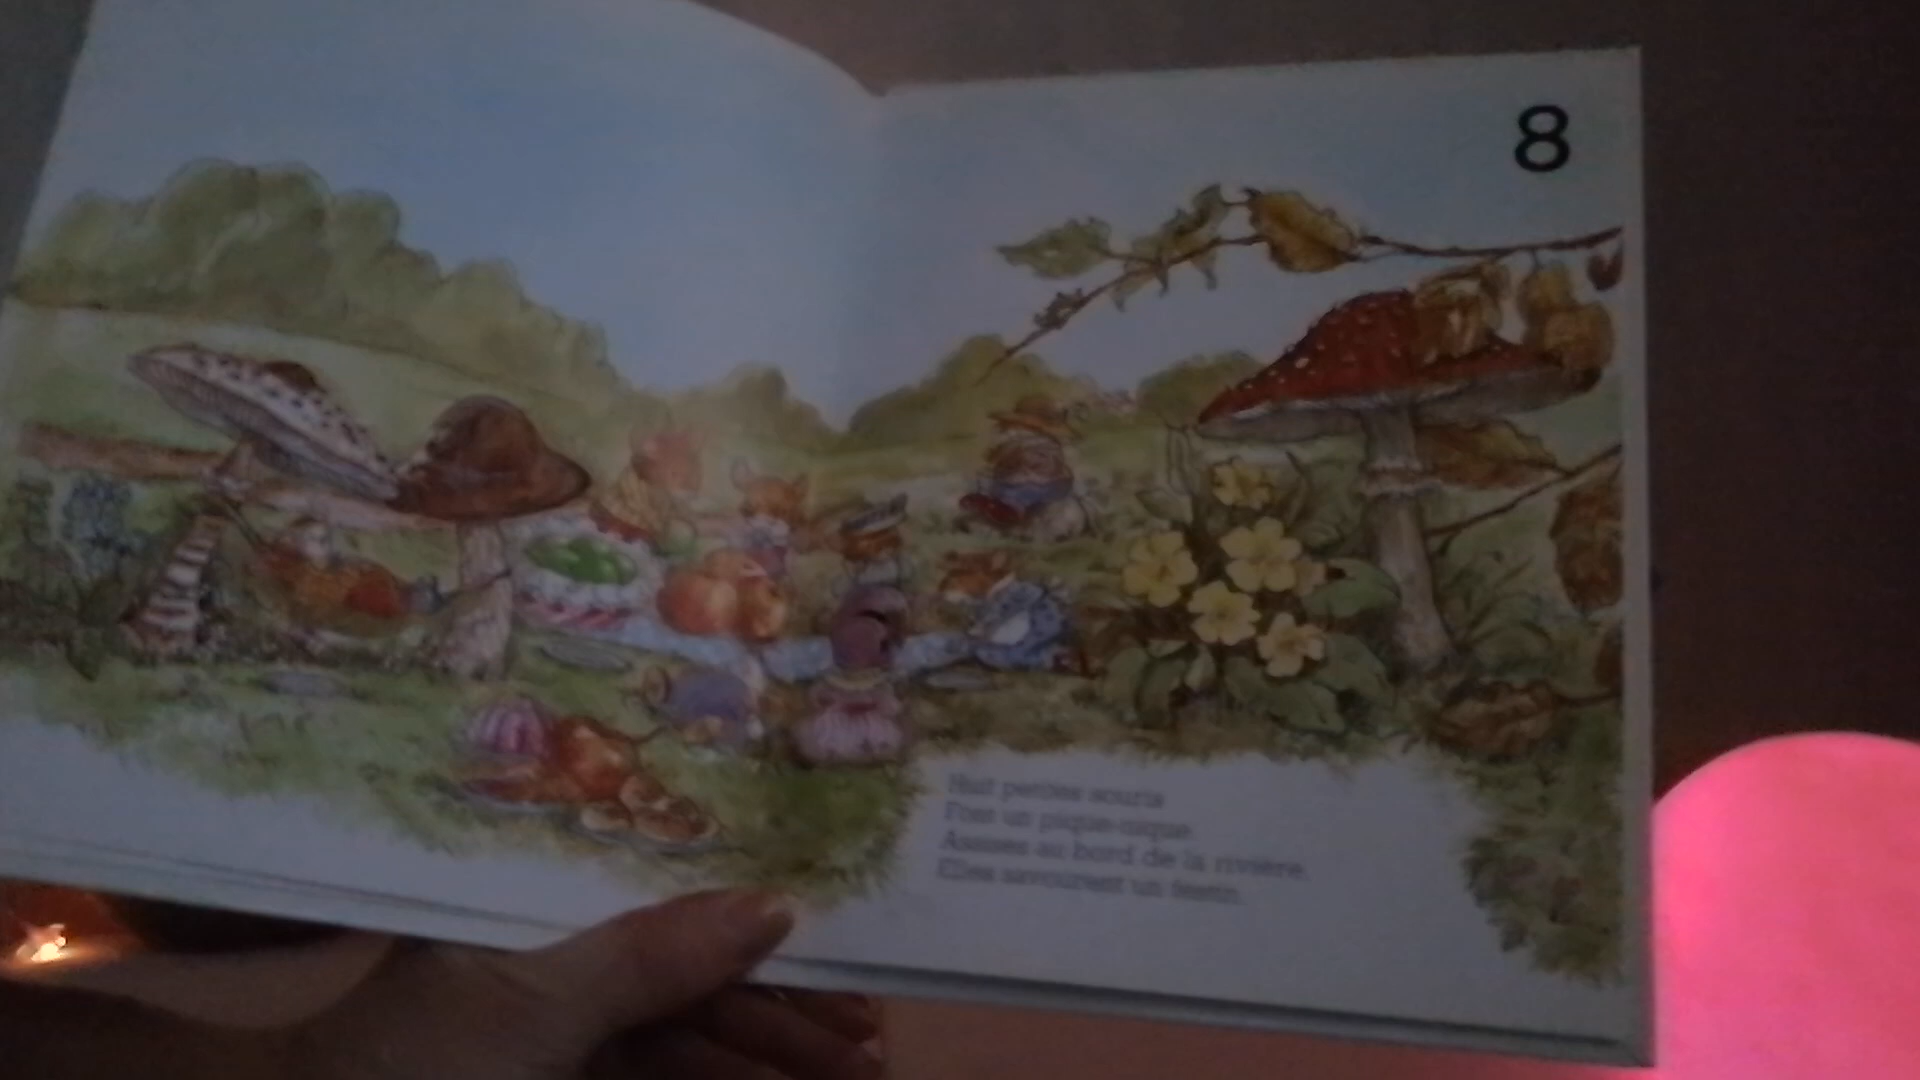 8
Huit petites souris
Font un pique-nique.
Assises au bord de la rivière,
Elles savourent un festin.